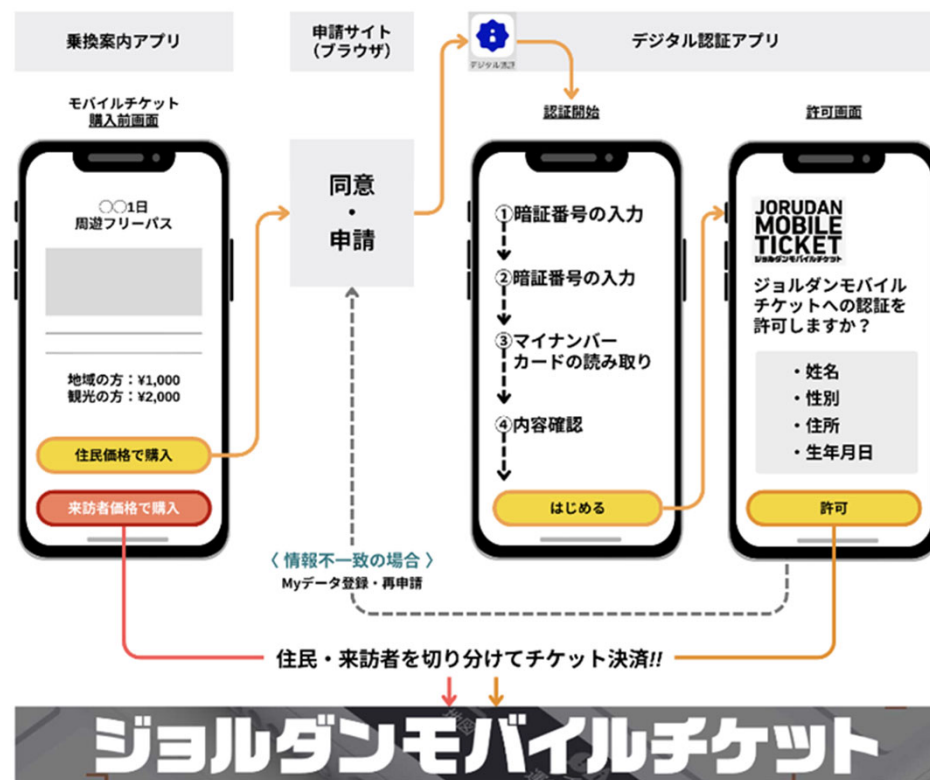 乗換案内アプリ
申請サイト
（ブラウザ）
デジタル認証
デジタル認証アプリ
モバイルチケット
購入前画面
認証開始
許可画面
〇〇1日
周遊フリーパス
地域の方：¥1,000
観光の方：¥2,000
住民価格で購入
来訪者価格で購入
同意
・
申請
①暗証番号の入力
②暗証番号の入力
③マイナンバー
カードの読み取り
④内容確認
はじめる
JORUDAN
MOBILE
TICKET
ジョルダンモバイルチケット
ジョルダンモバイル
チケットへの認証を
許可しますか？
・姓名
・性別
・住所
・生年月日
許可
〈 情報不一致の場合 〉
Myデータ登録・再申請
住民・来訪者を切り分けてチケット決済!!
ジョルダンモバイルチケット